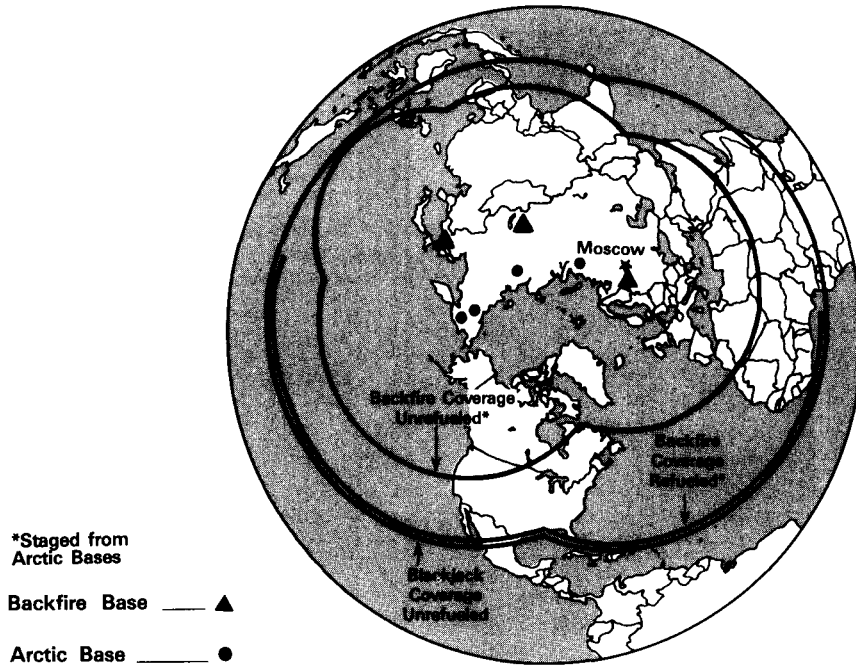 Moscow
Backfire Coverage
Unrefueled*
Backfire
Coverage
Refueled*
Blackjack
Coverage
Unrefueled
*Staged from
Arctic Bases
Backfire Base
Arctic Base